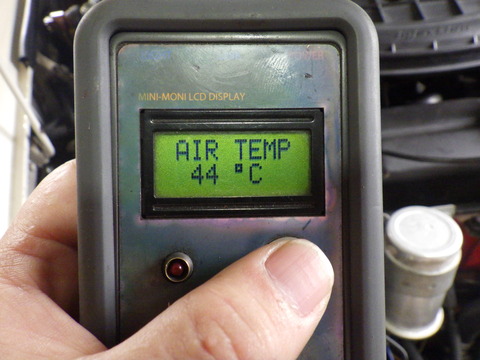 MINI-MONI LCD DISPLAY
AIR TEMP
44 °C